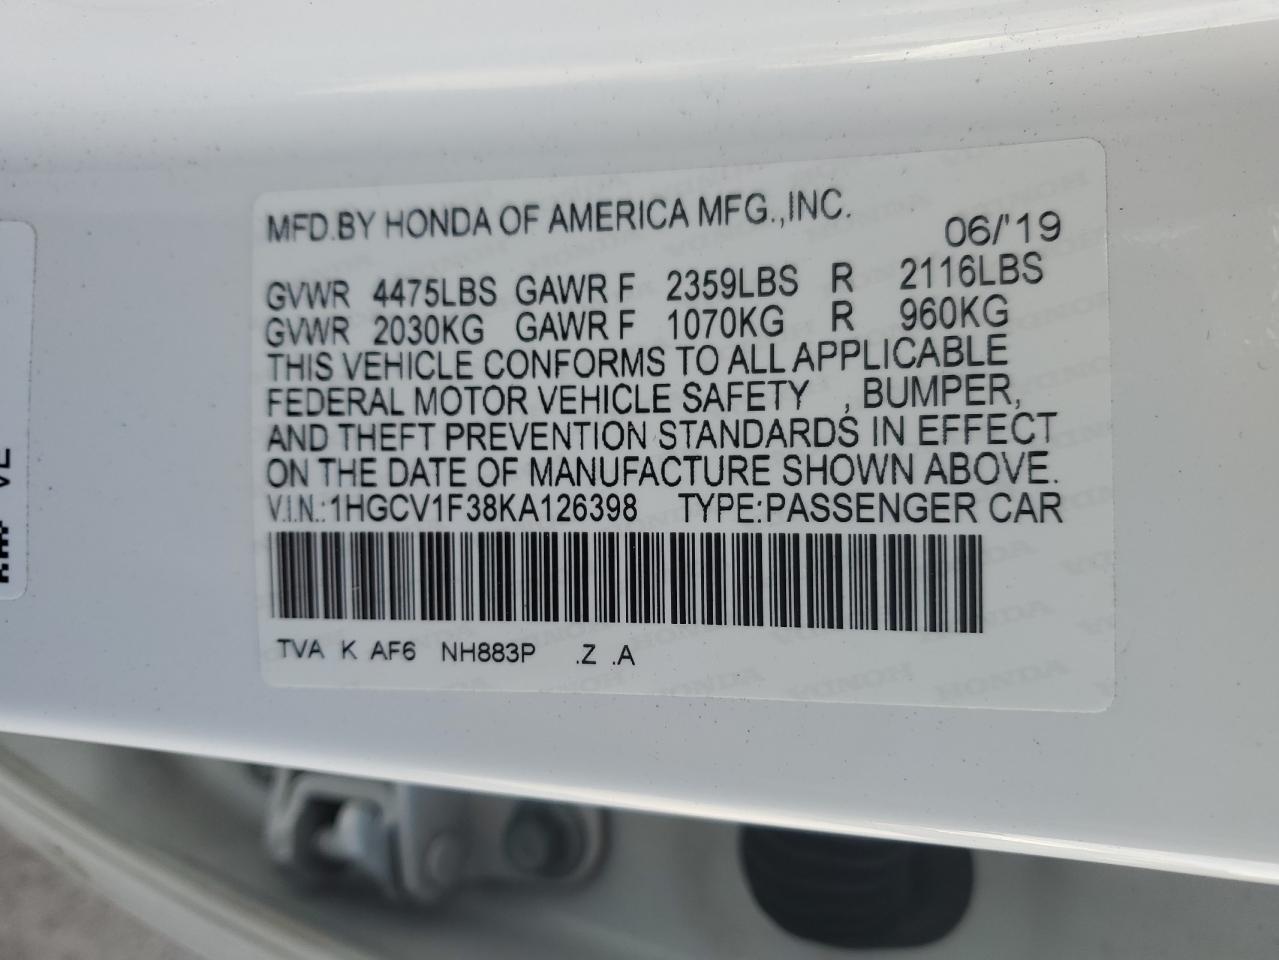 MFD.BY HONDA OF AMERICA MFG.,INC. 06/'19
GVWR 4475LBS GAWR F 2359LBS R 2116LBS
GVWR 2030KG GAWR F 1070KG R 960KG
THIS VEHICLE CONFORMS TO ALL APPLICABLE
FEDERAL MOTOR VEHICLE SAFETY , BUMPER,
AND THEFT PREVENTION STANDARDS IN EFFECT
ON THE DATE OF MANUFACTURE SHOWN ABOVE.
V.I.N.:1HGCV1F38KA126398 TYPE:PASSENGER CAR
TVA K AF6 NH883P .Z .A